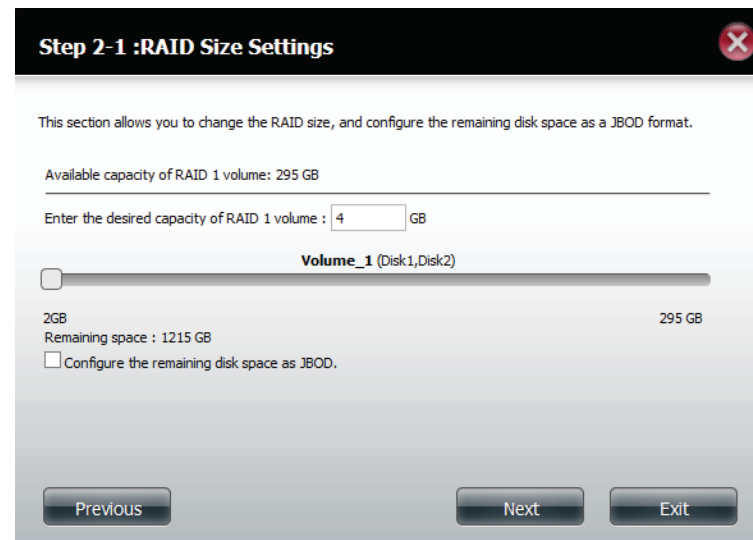 Step 2-1 :RAID Size Settings
This section allows you to change the RAID size, and configure the remaining disk space as a JBOD format.
Available capacity of RAID 1 volume: 295 GB
Enter the desired capacity of RAID 1 volume : 4 GB
Volume_1 (Disk1,Disk2)
2GB 295 GB
Remaining space : 1215 GB
Configure the remaining disk space as JBOD.
Previous Next Exit